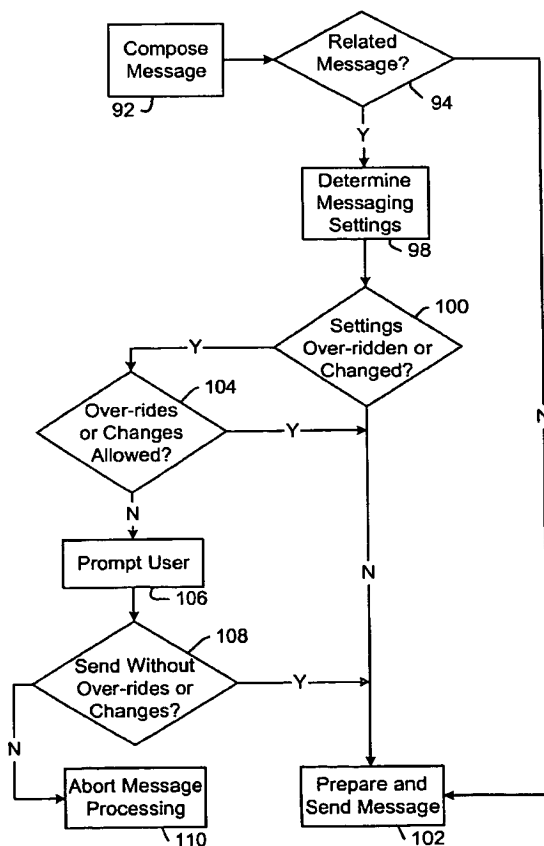 Compose
Message
92
Related
Message?
94
Y
Determine
Messaging
Settings
98
100
Settings
Over-ridden or
Changed?
Y
104
Over-rides
or Changes
Allowed?
Y
N
N
Prompt User
106
N
108
Send Without
Over-rides or
Changes?
Y
N
Abort Message
Processing
110
Prepare and
Send Message
102